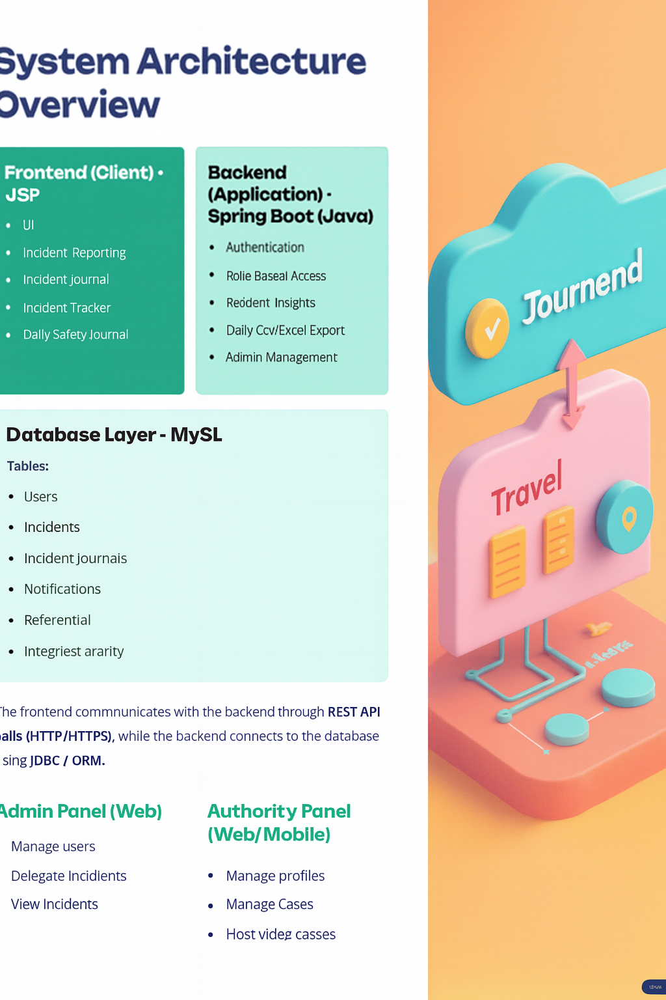 System Architecture
Overview
Frontend (Client) •
JSP
• UI
• Incident Reporting
• Incident journal
• Incident Tracker
• Dally Safety Journal
Backend
(Application) -
Spring Boot (Java)
• Authentication
• Rolie Baseal Access
• Reodent Insights
• Daily Ccv/Excel Export
• Adimin Management
Database Layer - MySL
Tables:
• Users
• Incidents
• Incident journais
• Notifications
• Referential
• Integriest ararity
The frontend commnunicates with the backend through REST API
alls (HTTP/HTTPS), while the backend connects to the database
sing JDBC / ORM.
Admin Panel (Web)
Manage users
Delegate Incidients
View Incidents
Authority Panel
(Web/Mobile)
• Manage profiles
• Manage Cases
• Host videg casses
Journend
Travel